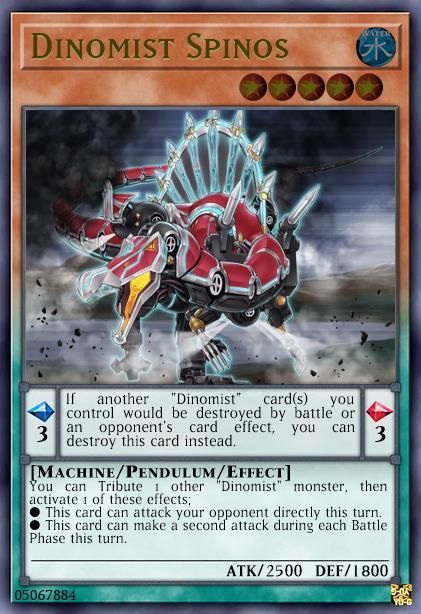 DINOMIST SPINOS
WATER
水
If another "Dinomist" card(s) you
control would be destroyed by battle or
an opponent's card effect, you can
destroy this card instead.
3
3
[MACHINE/PENDULUM/EFFECT]
You can Tribute 1 other "Dinomist" monster, then
activate 1 of these effects;
● This card can attack your opponent directly this turn.
● This card can make a second attack during each Battle
Phase this turn.
ATK/2500 DEF/1800
05067884